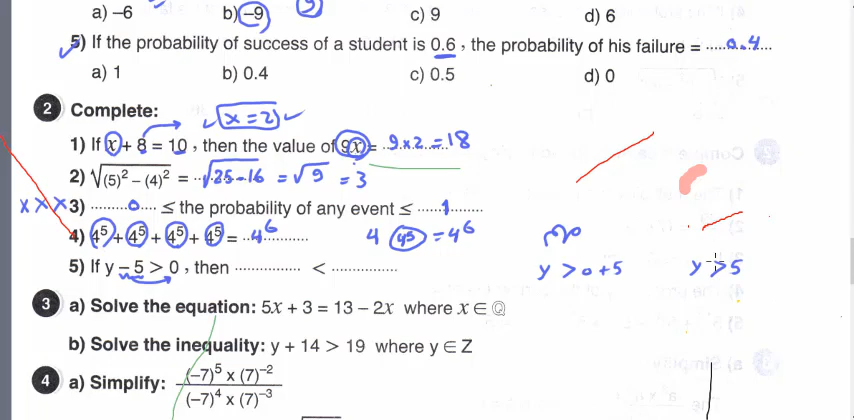 a) –6 b) –9 c) 9 d) 6
5) If the probability of success of a student is 0.6, the probability of his failure = ..... 0.4 ...
a) 1 b) 0.4 c) 0.5 d) 0
2 Complete:
x = 2
1) If x + 8 = 10, then the value of 9x = 9×2 = 18
2) √(5)² – (4)² = √25-16 = √9 = 3
xxx 3) ......... 0 ... ≤ the probability of any event ≤ ...... 1 ........
4) 4⁵ + 4⁵ + 4⁵ + 4⁵ = .. 4⁶ ........... 4 (4⁵) = 4⁶
5) If y – 5 > 0, then ................. < ................. y > 0+5 y > 5
3 a) Solve the equation: 5x + 3 = 13 – 2x where x ∈ ℚ
b) Solve the inequality: y + 14 > 19 where y ∈ Z
4 a) Simplify: (–7)⁵ x (7)⁻²
(–7)⁴ x (7)⁻³